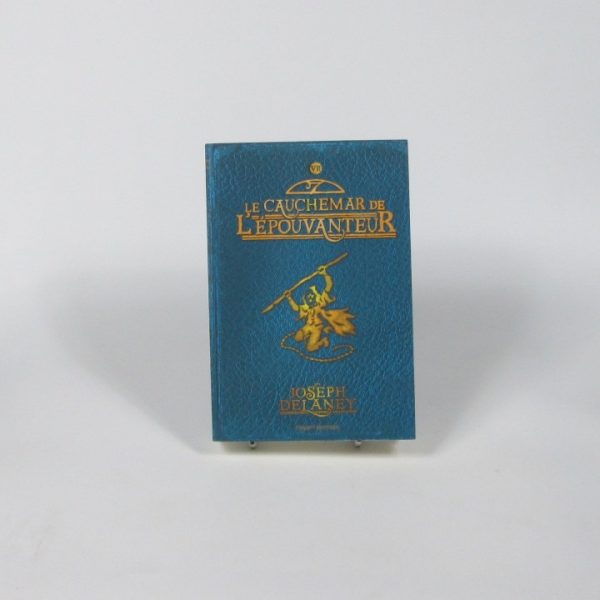 VII
LE CAUCHEMAR DE
L'ÉPOUVANTEUR
JOSEPH
DELANEY